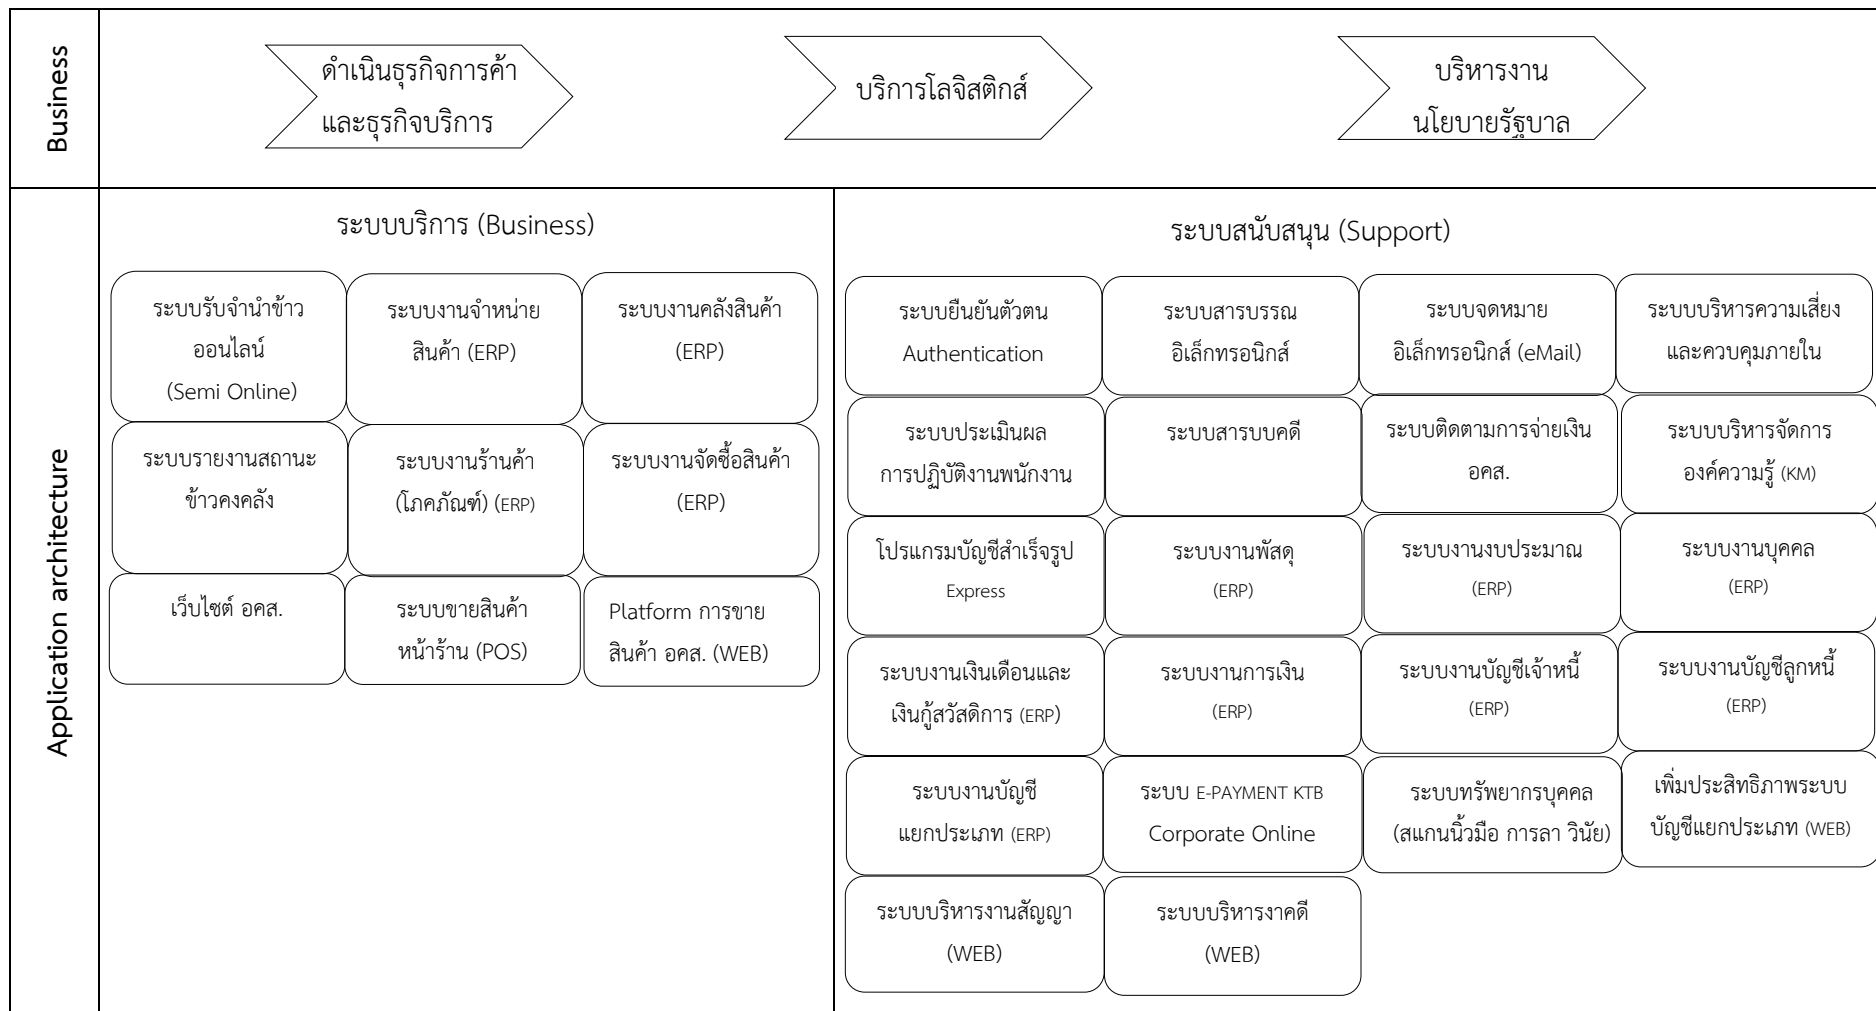 Business
ดำเนินธุรกิจการค้า
และธุรกิจบริการ
บริการโลจิสติกส์
บริหารงาน
นโยบายรัฐบาล
Application architecture
ระบบบริการ (Business)
ระบบรับจำนำข้าว
ออนไลน์
(Semi Online)
ระบบงานจำหน่าย
สินค้า (ERP)
ระบบงานคลังสินค้า
(ERP)
ระบบรายงานสถานะ
ข้าวคงคลัง
ระบบงานร้านค้า
(โภคภัณฑ์) (ERP)
ระบบงานจัดซื้อสินค้า
(ERP)
เว็บไซต์ อคส.
ระบบขายสินค้า
หน้าร้าน (POS)
Platform การขาย
สินค้า อคส. (WEB)
ระบบสนับสนุน (Support)
ระบบยืนยันตัวตน
Authentication
ระบบสารบรรณ
อิเล็กทรอนิกส์
ระบบจดหมาย
อิเล็กทรอนิกส์ (eMail)
ระบบบริหารความเสี่ยง
และควบคุมภายใน
ระบบประเมินผล
การปฏิบัติงานพนักงาน
ระบบสารบบคดี
ระบบติดตามการจ่ายเงิน
อคส.
ระบบบริหารจัดการ
องค์ความรู้ (KM)
โปรแกรมบัญชีสำเร็จรูป
Express
ระบบงานพัสดุ
(ERP)
ระบบงานงบประมาณ
(ERP)
ระบบงานบุคคล
(ERP)
ระบบงานเงินเดือนและ
เงินกู้สวัสดิการ (ERP)
ระบบงานการเงิน
(ERP)
ระบบงานบัญชีเจ้าหนี้
(ERP)
ระบบงานบัญชีลูกหนี้
(ERP)
ระบบงานบัญชี
แยกประเภท (ERP)
ระบบ E-PAYMENT KTB
Corporate Online
ระบบทรัพยากรบุคคล
(สแกนนิ้วมือ การลา วินัย)
เพิ่มประสิทธิภาพระบบ
บัญชีแยกประเภท (WEB)
ระบบบริหารงานสัญญา
(WEB)
ระบบบริหารงาคดี
(WEB)